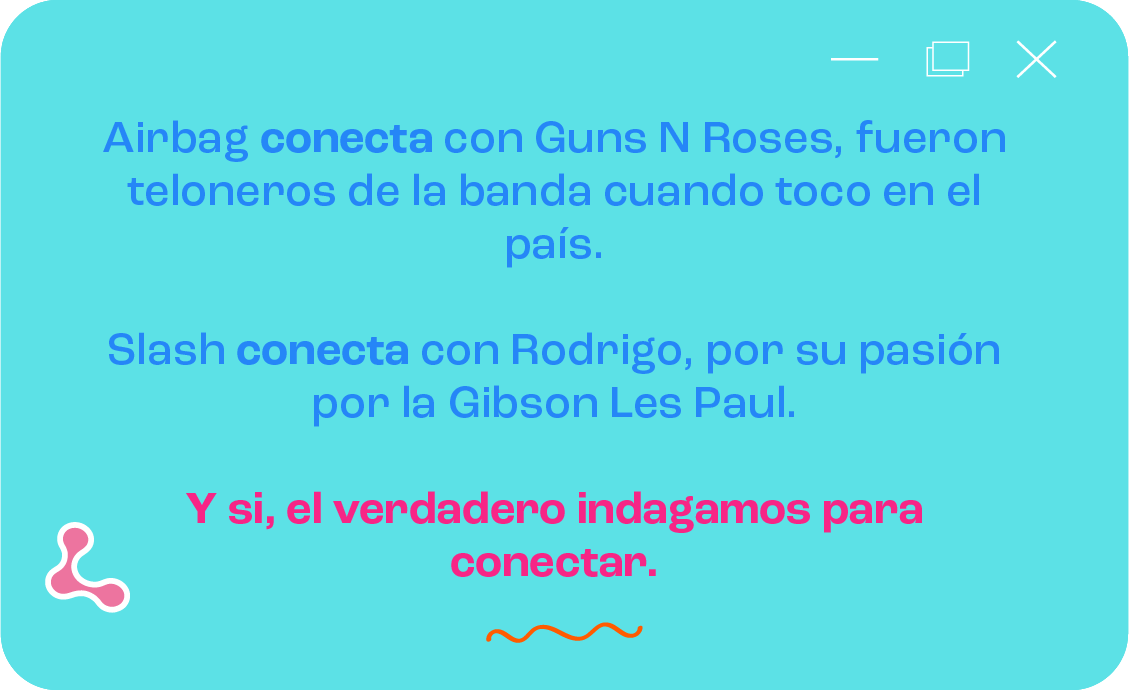 Airbag conecta con Guns N Roses, fueron
teloneros de la banda cuando toco en el
país.
Slash conecta con Rodrigo, por su pasión
por la Gibson Les Paul.
Y si, el verdadero indagamos para
conectar.